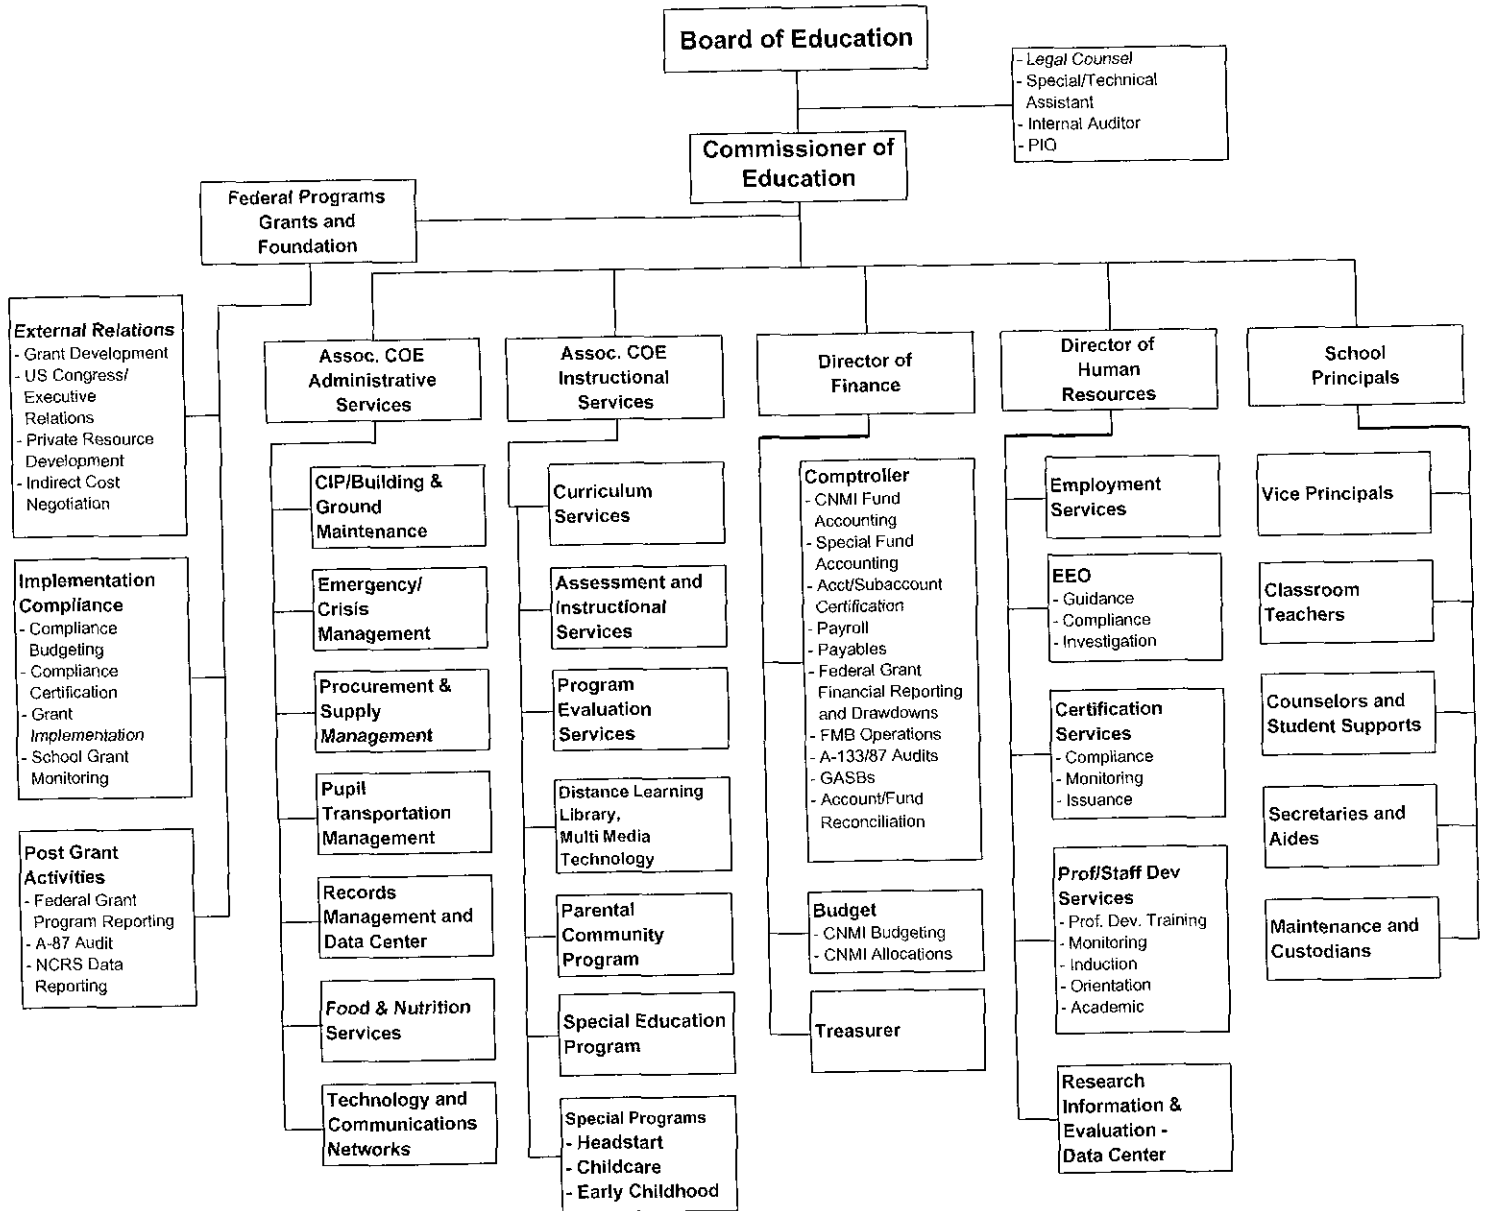 Board of Education
- Legal Counsel
- Special/Technical
Assistant
- Internal Auditor
- PIO
Commissioner of
Education
Federal Programs
Grants and
Foundation
External Relations
- Grant Development
- US Congress/
Executive
Relations
- Private Resource
Development
- Indirect Cost
Negotiation
Implementation
Compliance
- Compliance
Budgeting
- Compliance
Certification
- Grant
Implementation
- School Grant
Monitoring
Post Grant
Activities
- Federal Grant
Program Reporting
- A-87 Audit
- NCRS Data
Reporting
Assoc. COE
Administrative
Services
CIP/Building &
Ground
Maintenance
Emergency/
Crisis
Management
Procurement &
Supply
Management
Pupil
Transportation
Management
Records
Management and
Data Center
Food & Nutrition
Services
Technology and
Communications
Networks
Assoc. COE
Instructional
Services
Curriculum
Services
Assessment and
Instructional
Services
Program
Evaluation
Services
Distance Learning
Library,
Multi Media
Technology
Parental
Community
Program
Special Education
Program
Special Programs
- Headstart
- Childcare
- Early Childhood
Director of
Finance
Comptroller
- CNMI Fund
Accounting
- Special Fund
Accounting
- Acct/Subaccount
Certification
- Payroll
- Payables
- Federal Grant
Financial Reporting
and Drawdowns
- FMB Operations
- A-133/87 Audits
- GASBs
- Account/Fund
Reconciliation
Budget
- CNMI Budgeting
- CNMI Allocations
Treasurer
Director of
Human
Resources
Employment
Services
EEO
- Guidance
- Compliance
- Investigation
Certification
Services
- Compliance
- Monitoring
- Issuance
Prof/Staff Dev
Services
- Prof. Dev. Training
- Monitoring
- Induction
- Orientation
- Academic
Research
Information &
Evaluation -
Data Center
School
Principals
Vice Principals
Classroom
Teachers
Counselors and
Student Supports
Secretaries and
Aides
Maintenance and
Custodians